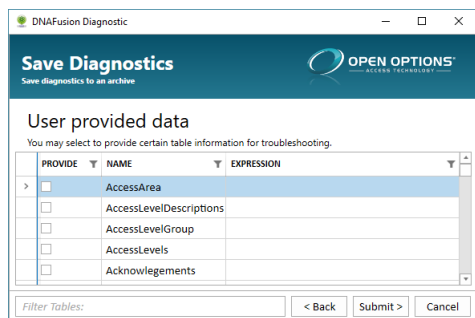 DNAFusion Diagnostic
Save Diagnostics
Save diagnostics to an archive
OPEN OPTIONS
ACCESS TECHNOLOGY
User provided data
You may select to provide certain table information for troubleshooting.
PROVIDE NAME EXPRESSION
AccessArea
AccessLevelDescriptions
AccessLevelGroup
AccessLevels
Acknowlegements
Filter Tables: < Back Submit > Cancel